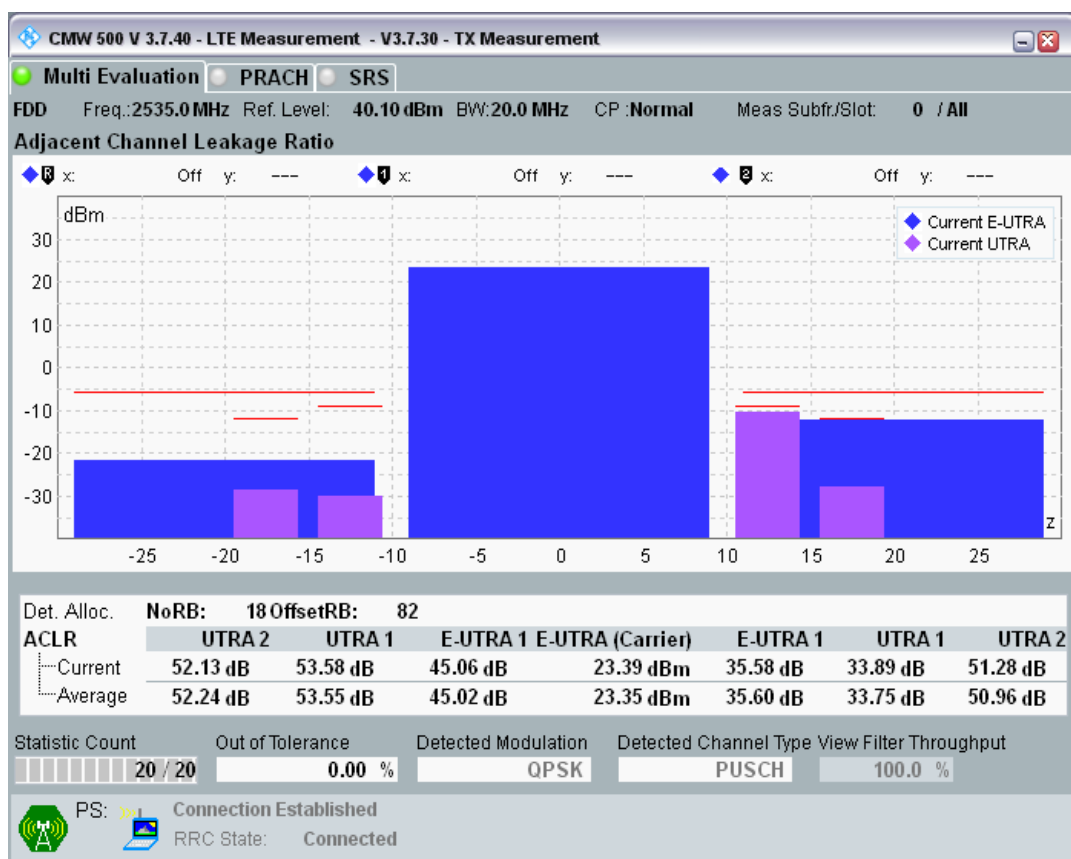 CMW 500 V 3.7.40 - LTE Measurement - V3.7.30 - TX Measurement
Multi Evaluation PRACH SRS
FDD Freq.:2535.0 MHz Ref. Level: 40.10 dBm BW:20.0 MHz CP :Normal Meas Subfr./Slot: 0 / All
Adjacent Channel Leakage Ratio
R x: Off y: --- 1 x: Off y: --- 2 x: Off y: ---
dBm
Current E-UTRA
Current UTRA
30
20
10
0
-10
-20
-30
z
-25 -20 -15 -10 -5 0 5 10 15 20 25
Det. Alloc. NoRB: 18 OffsetRB: 82
ACLR UTRA 2 UTRA 1 E-UTRA 1 E-UTRA (Carrier) E-UTRA 1 UTRA 1 UTRA 2
Current 52.13 dB 53.58 dB 45.06 dB 23.39 dBm 35.58 dB 33.89 dB 51.28 dB
Average 52.24 dB 53.55 dB 45.02 dB 23.35 dBm 35.60 dB 33.75 dB 50.96 dB
Statistic Count Out of Tolerance Detected Modulation Detected Channel Type View Filter Throughput
20 / 20 0.00 % QPSK PUSCH 100.0 %
PS: Connection Established
RRC State: Connected